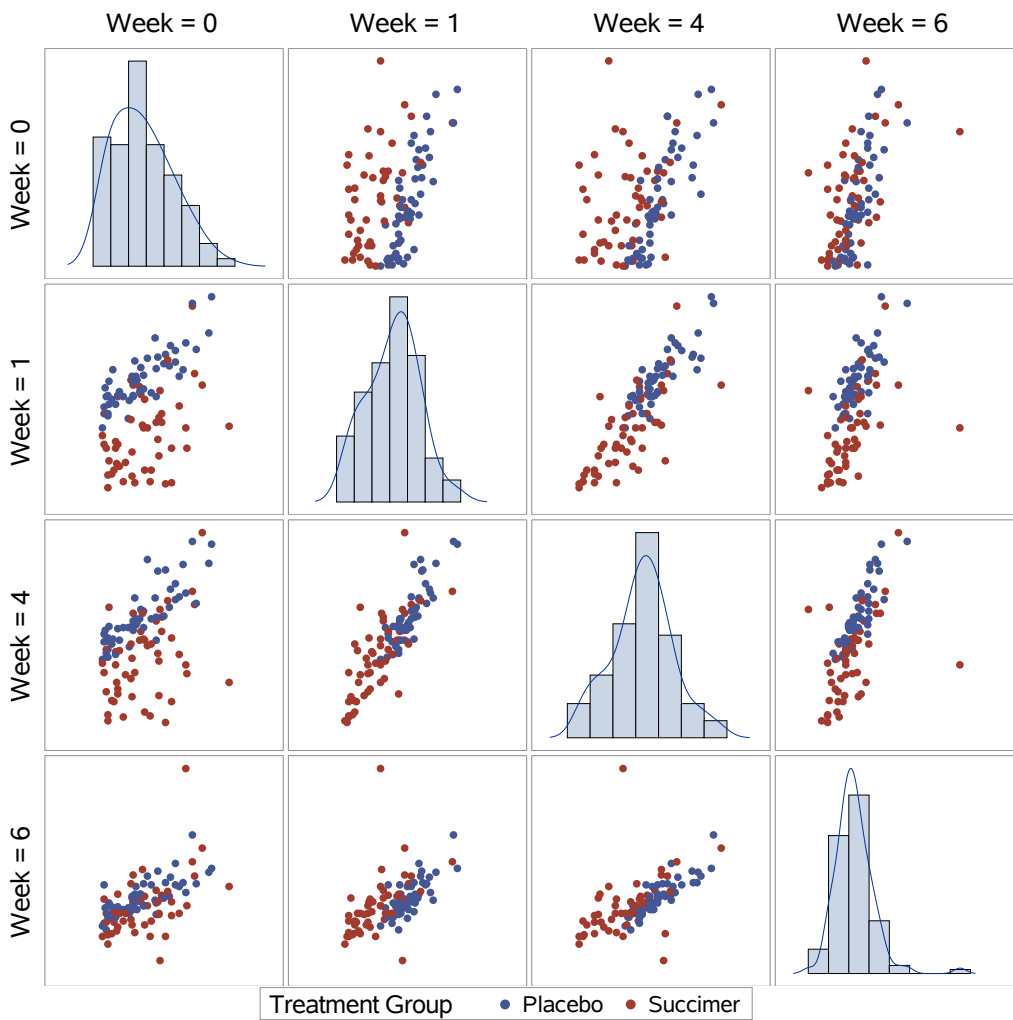 Week = 0
Week = 1
Week = 4
Week = 6
Week = 0
Week = 1
Week = 4
Week = 6
Treatment Group Placebo Succimer